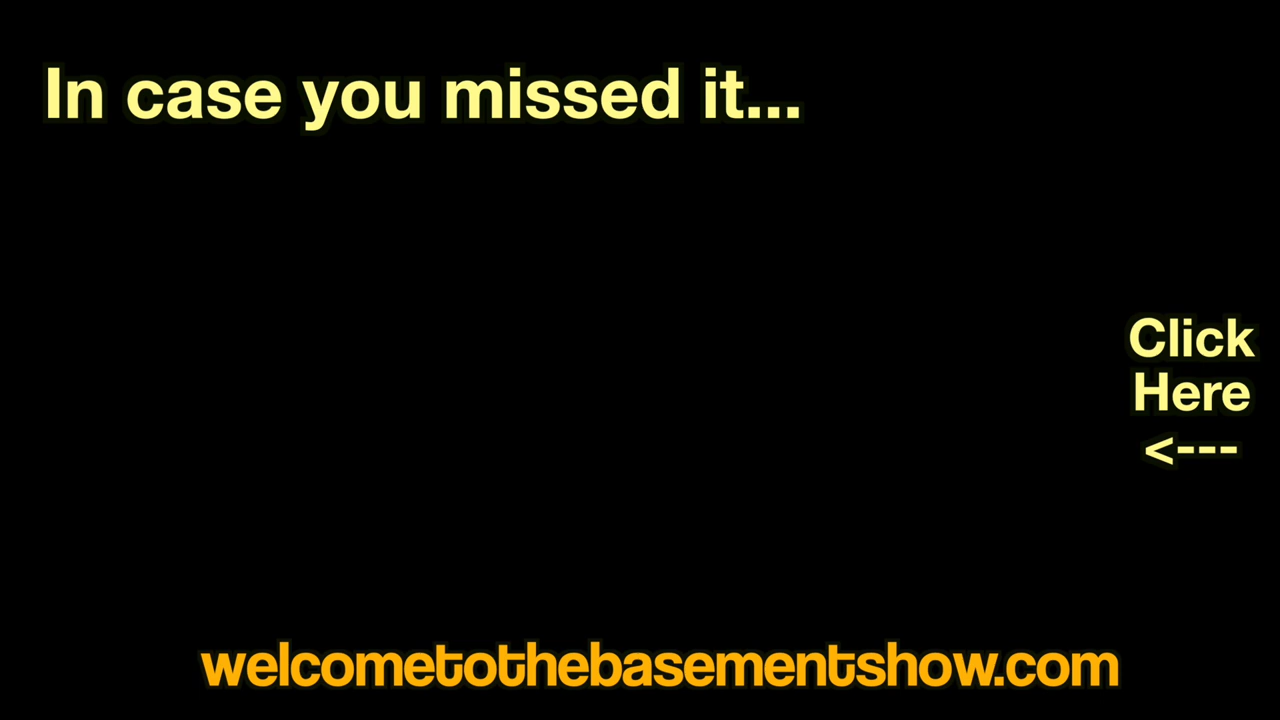 In case you missed it...
Click
Here
<---
welcometothebasementshow.com